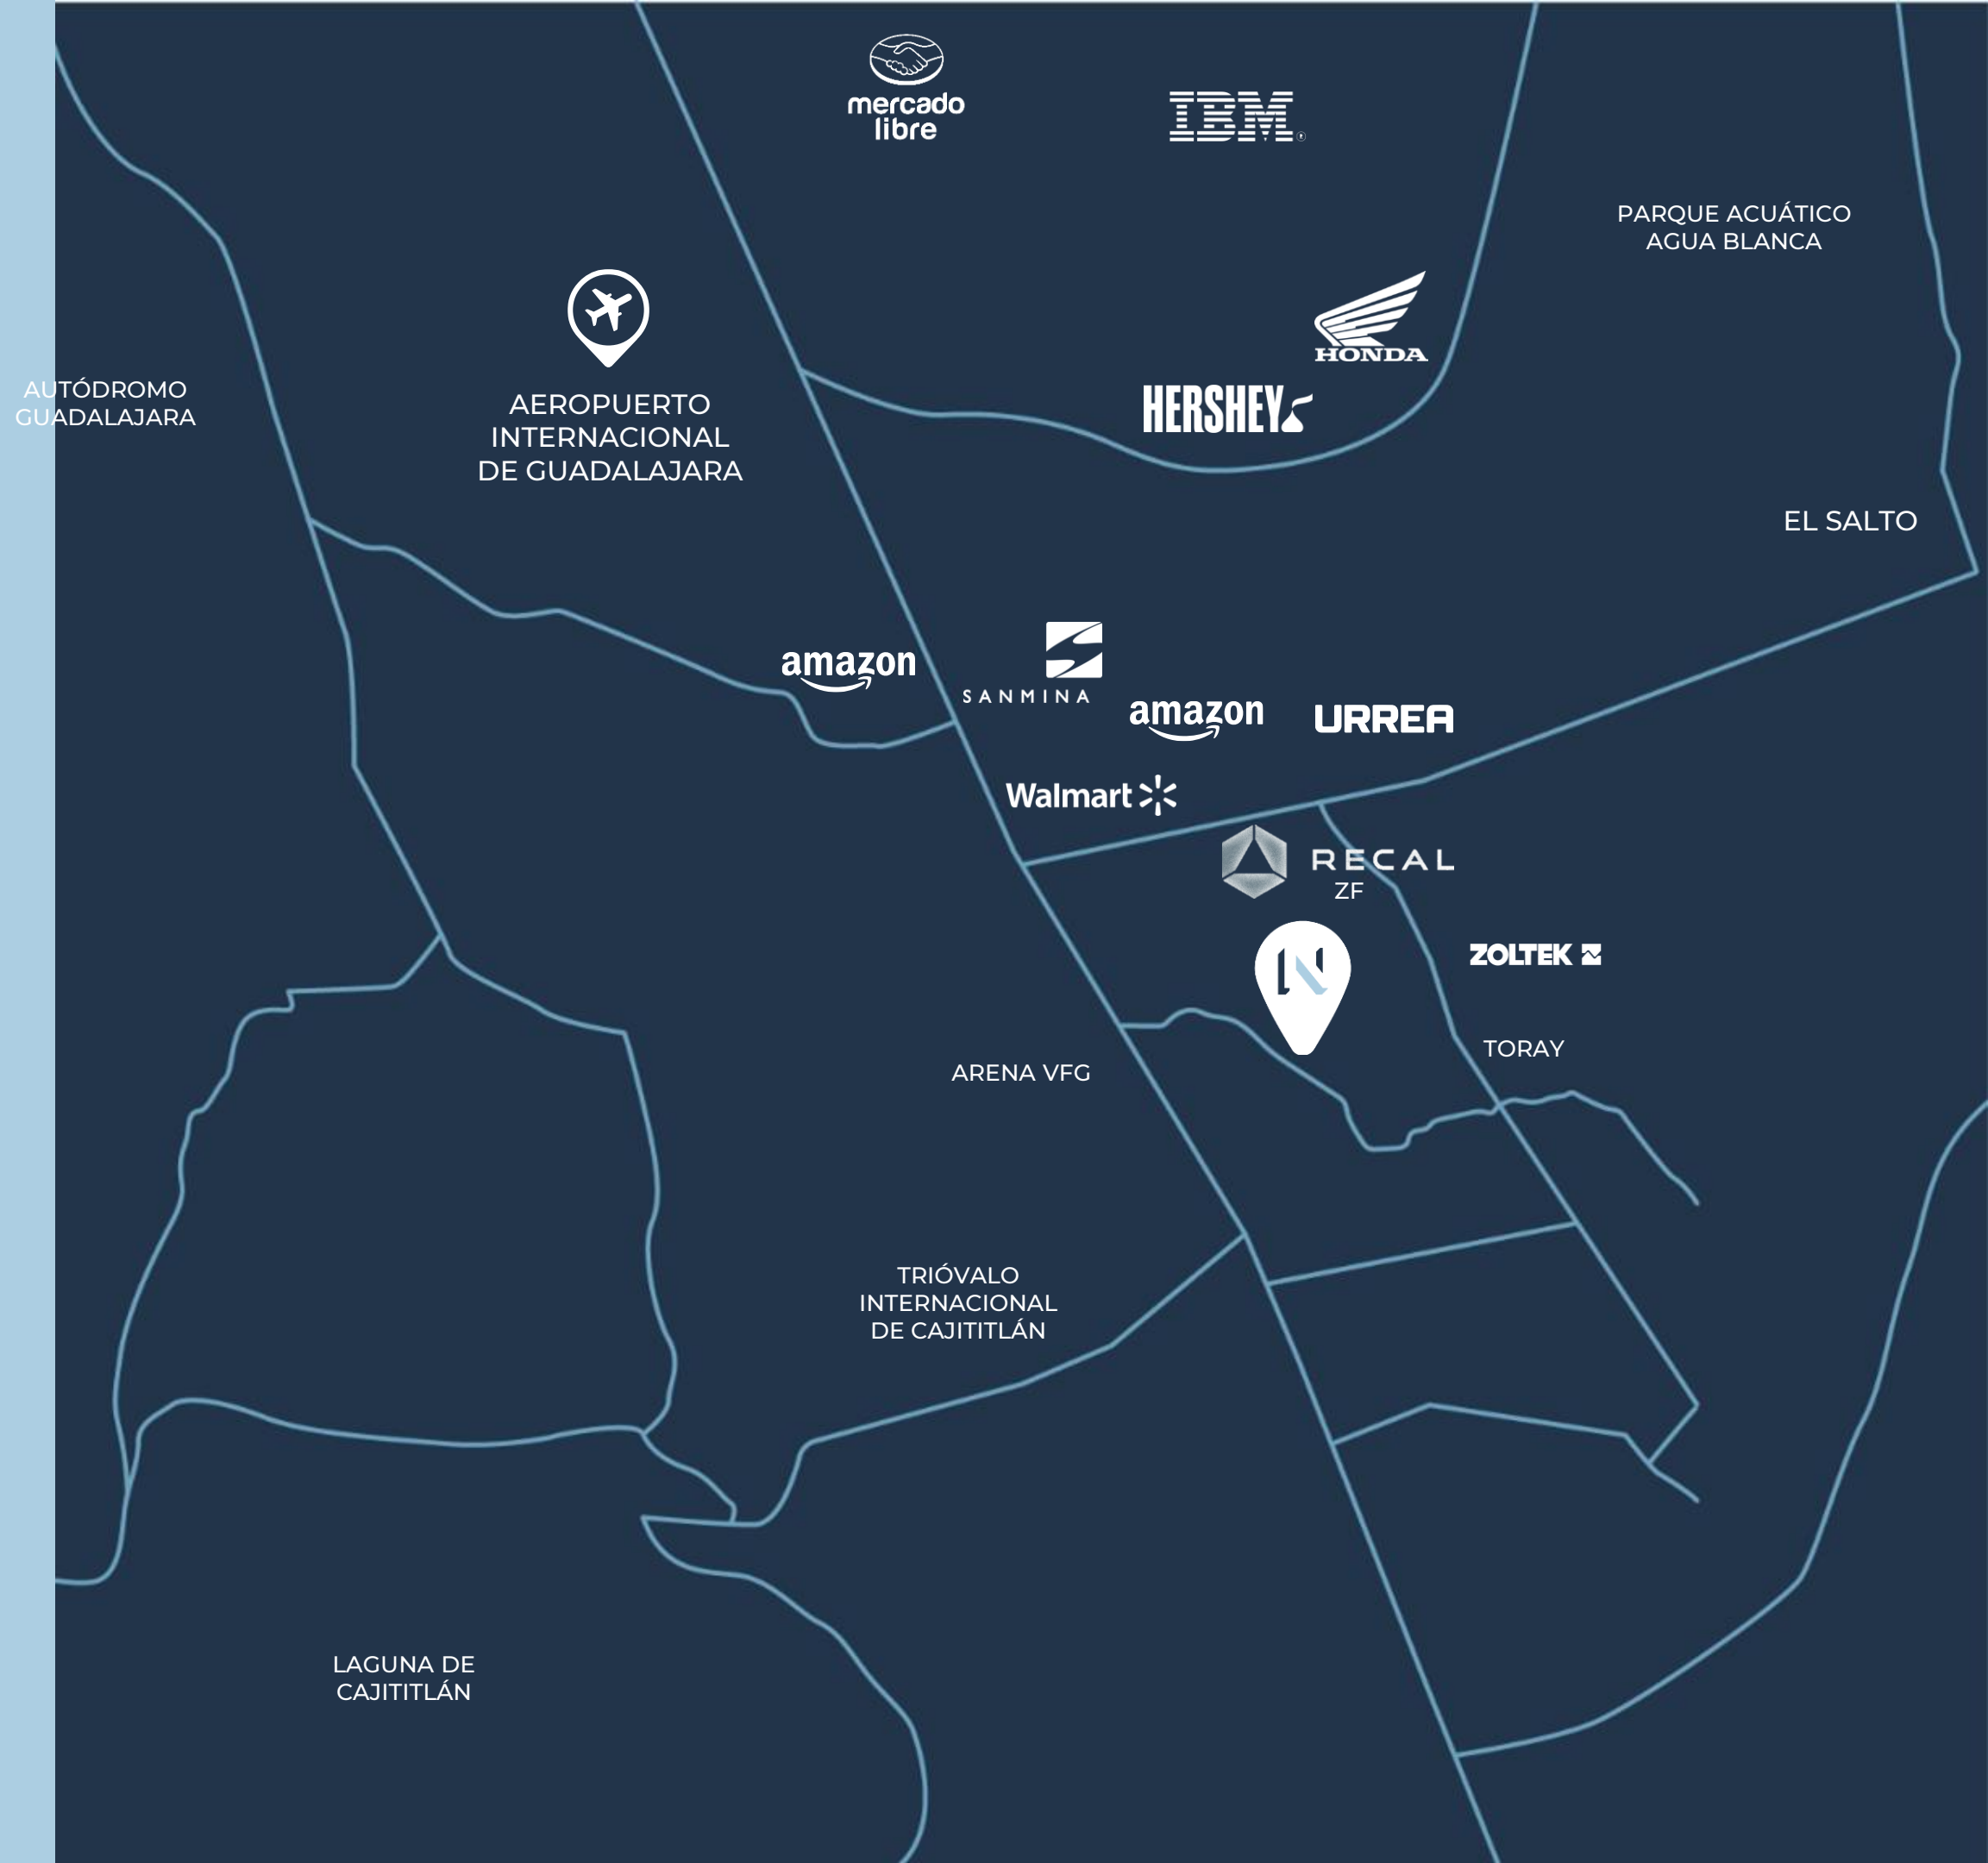 mercado
libre
IBM
PARQUE ACUÁTICO
AGUA BLANCA
HONDA
AUTÓDROMO
GUADALAJARA
AEROPUERTO
INTERNACIONAL
DE GUADALAJARA
HERSHEY
EL SALTO
amazon
SANMINA
amazon
URREA
Walmart
RECAL
ZF
N
ZOLTEK
TORAY
ARENA VFG
TRIÓVALO
INTERNACIONAL
DE CAJITITLÁN
LAGUNA DE
CAJITITLÁN